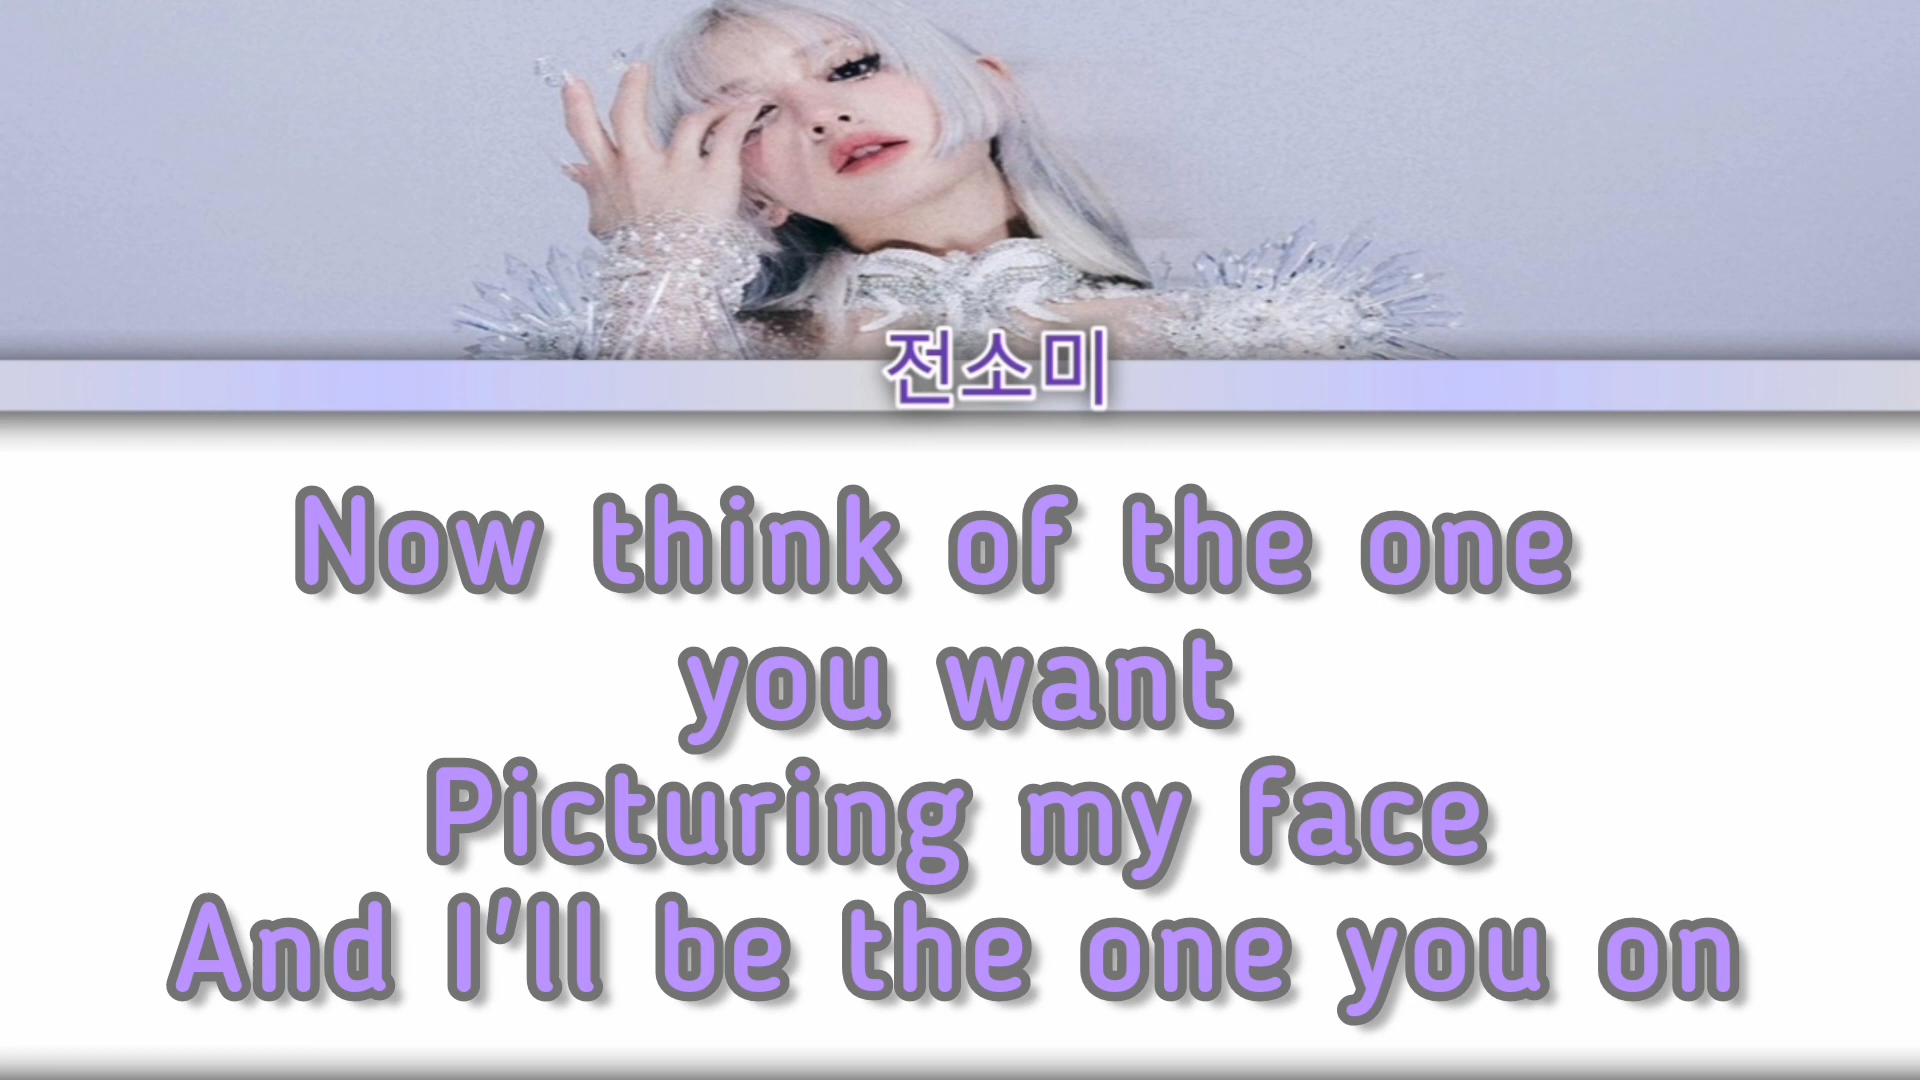 전소미
Now think of the one
you want
Picturing my face
And I'll be the one you on